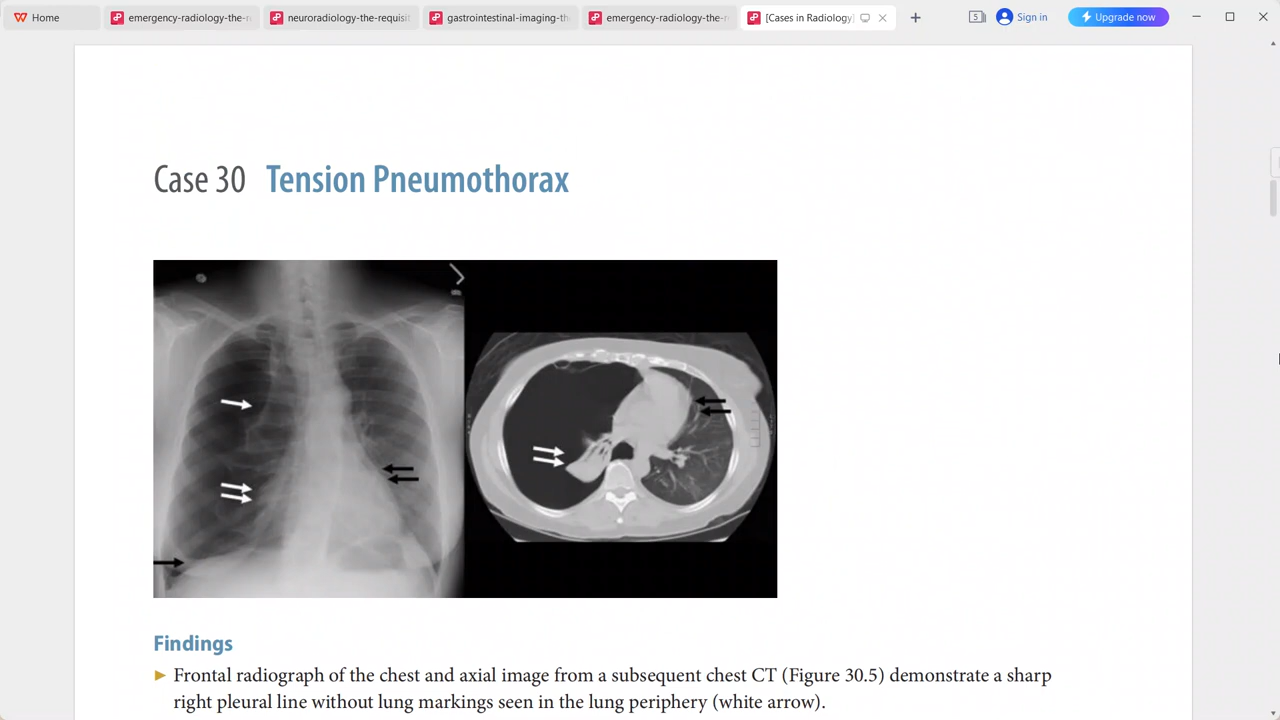 Home
emergency-radiology-the-r
neuroradiology-the-requisit
gastrointestinal-imaging-th
emergency-radiology-the-r
[Cases in Radiology]
5
Sign in
Upgrade now
Case 30 Tension Pneumothorax
Findings
► Frontal radiograph of the chest and axial image from a subsequent chest CT (Figure 30.5) demonstrate a sharp
right pleural line without lung markings seen in the lung periphery (white arrow).